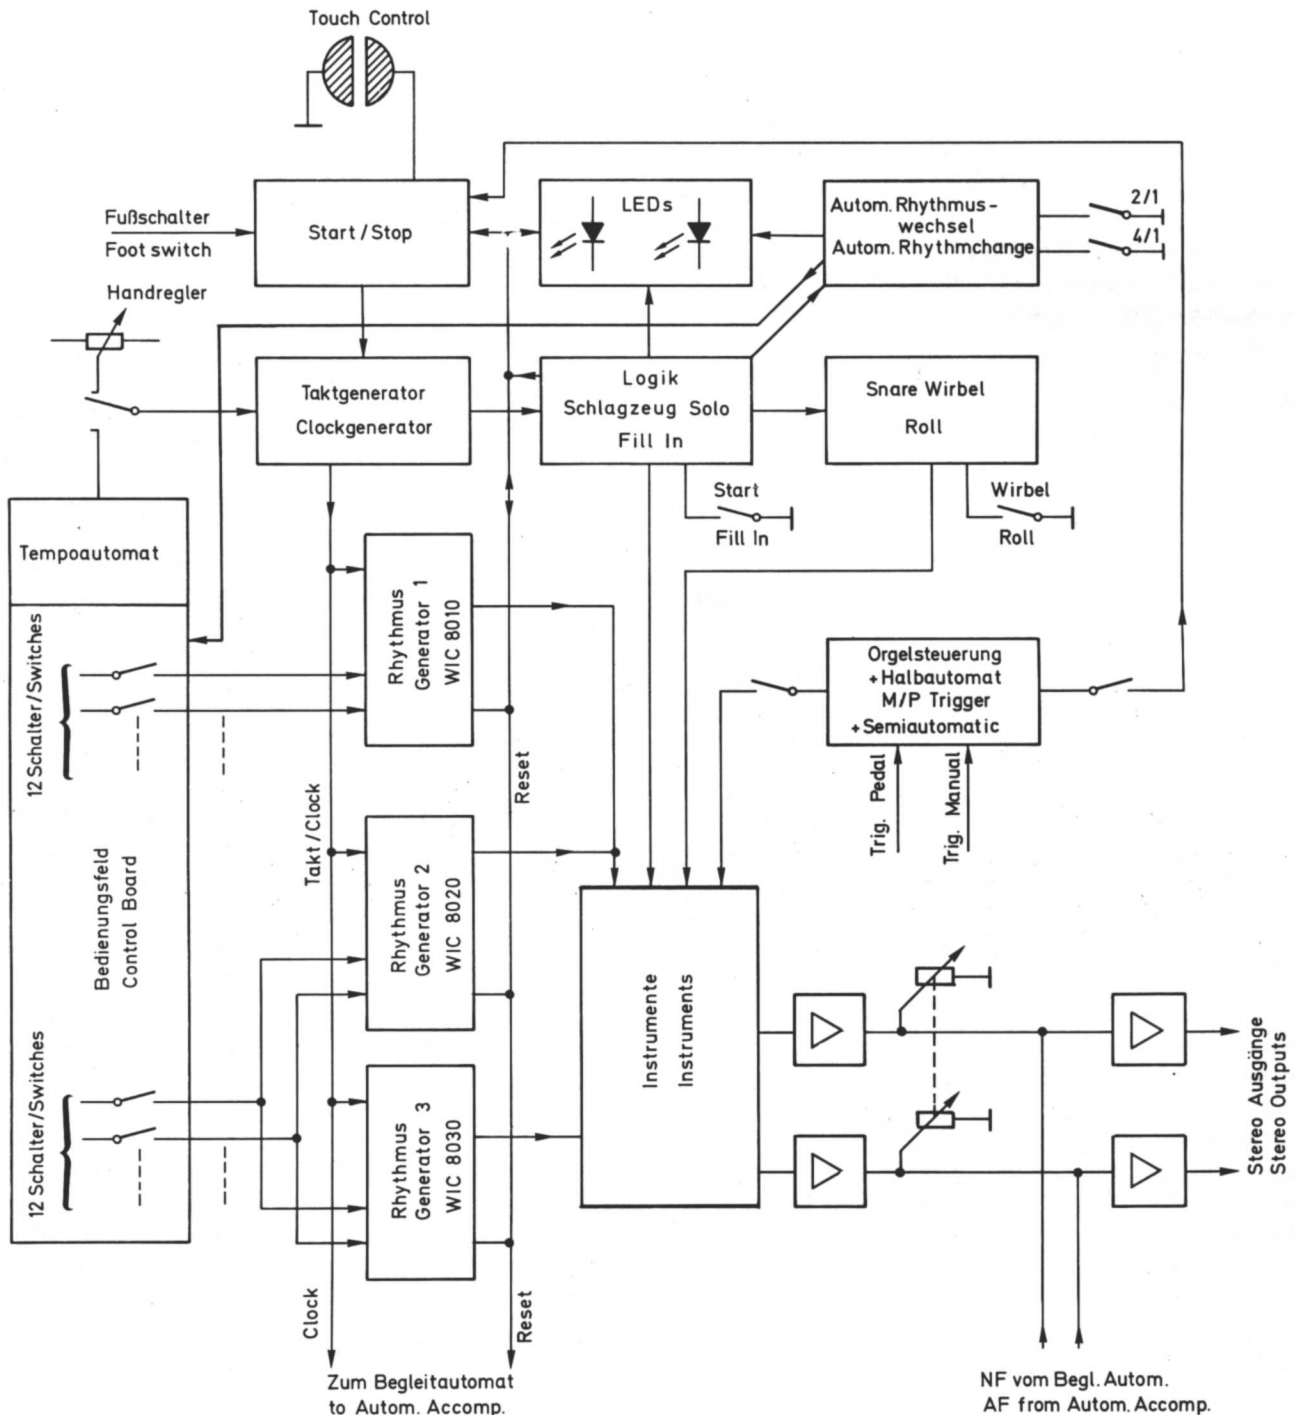 Touch Control
Fußschalter
Foot switch
Start / Stop
LEDs
Autom. Rhythmus -
wechsel
Autom. Rhythmchange
2/1
4/1
Handregler
Taktgenerator
Clockgenerator
Logik
Schlagzeug Solo
Fill In
Snare Wirbel
Roll
Start
Fill In
Wirbel
Roll
Tempoautomat
12 Schalter/Switches
Rhythmus
Generator 1
WIC 8010
Orgelsteuerung
+ Halbautomat
M/P Trigger
+ Semiautomatic
Trig. Pedal
Trig. Manual
Reset
Takt / Clock
Bedienungsfeld
Control Board
Rhythmus
Generator 2
WIC 8020
Instrumente
Instruments
12 Schalter/Switches
Rhythmus
Generator 3
WIC 8030
Stereo Ausgänge
Stereo Outputs
Clock
Reset
Zum Begleitautomat
to Autom. Accomp.
NF vom Begl. Autom.
AF from Autom. Accomp.